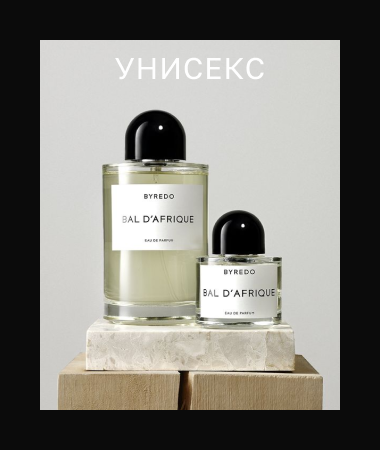 УНИСЕКС
BYREDO
BAL D'AFRIQUE
EAU DE PARFUM
BYREDO
BAL D'AFRIQUE
EAU DE PARFUM